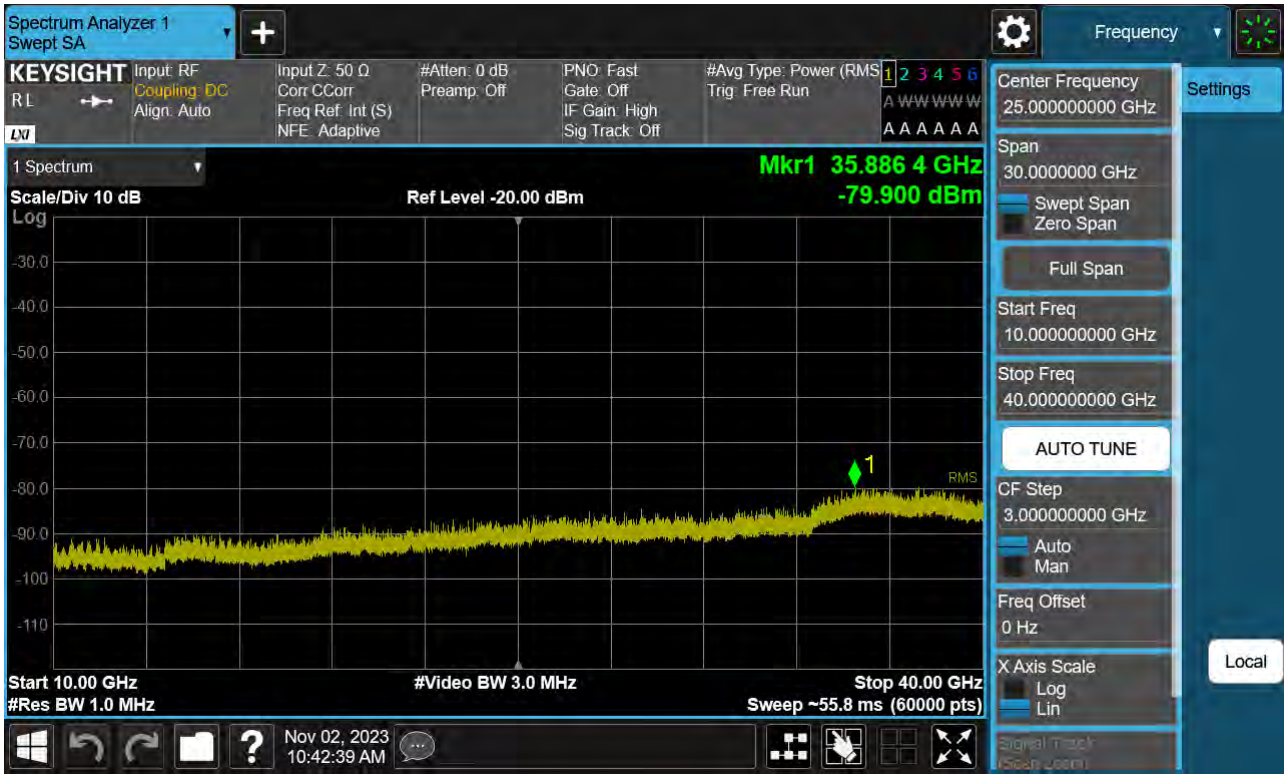 Spectrum Analyzer 1
Swept SA
+
Frequency
KEYSIGHT
RL
LXI
Input: RF
Coupling: DC
Align: Auto
Input Z: 50 Ω
Corr CCorr
Freq Ref: Int (S)
NFE: Adaptive
#Atten: 0 dB
Preamp: Off
PNO: Fast
Gate: Off
IF Gain: High
Sig Track: Off
#Avg Type: Power (RMS
Trig: Free Run
1 2 3 4 5 6
A W W W W W
A A A A A A
1 Spectrum
Scale/Div 10 dB
Log
Ref Level -20.00 dBm
Mkr1 35.886 4 GHz
-79.900 dBm
-30.0
-40.0
-50.0
-60.0
-70.0
-80.0
-90.0
-100
-110
1
RMS
Start 10.00 GHz
#Res BW 1.0 MHz
#Video BW 3.0 MHz
Stop 40.00 GHz
Sweep ~55.8 ms (60000 pts)
Center Frequency
25.000000000 GHz
Span
30.0000000 GHz
Swept Span
Zero Span
Full Span
Start Freq
10.000000000 GHz
Stop Freq
40.000000000 GHz
AUTO TUNE
CF Step
3.000000000 GHz
Auto
Man
Freq Offset
0 Hz
X Axis Scale
Log
Lin
Signal Track
(Span Zoom)
Settings
Local
?
Nov 02, 2023
10:42:39 AM